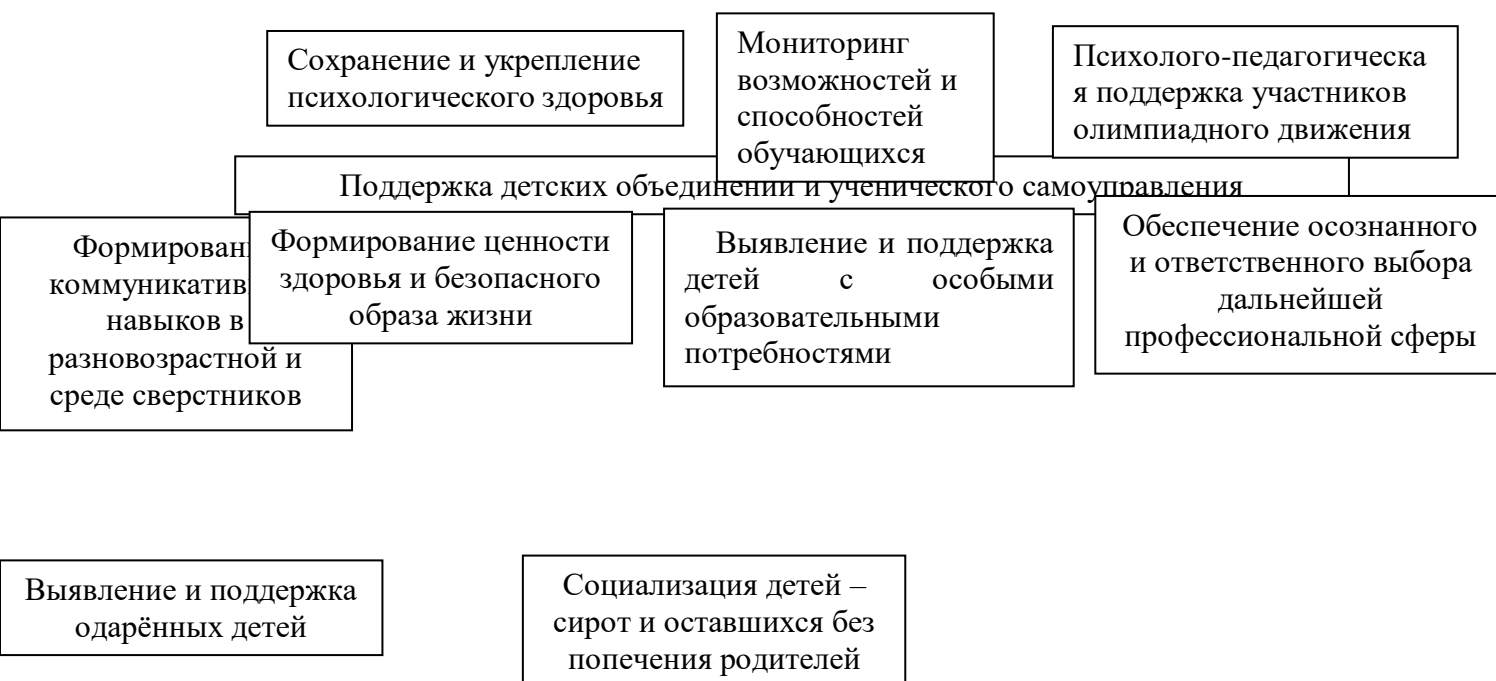 Сохранение и укрепление
психологического здоровья
Мониторинг
возможностей и
способностей
обучающихся
Психолого-педагогическа
я поддержка участников
олимпиадного движения
Поддержка детских объединений и ученического самоуправления
Формирован
коммуникатив
навыков в
разновозрастной и
среде сверстников
Формирование ценности
здоровья и безопасного
образа жизни
Выявление и поддержка
детей с особыми
образовательными
потребностями
Обеспечение осознанного
и ответственного выбора
дальнейшей
профессиональной сферы
Выявление и поддержка
одарённых детей
Социализация детей –
сирот и оставшихся без
попечения родителей